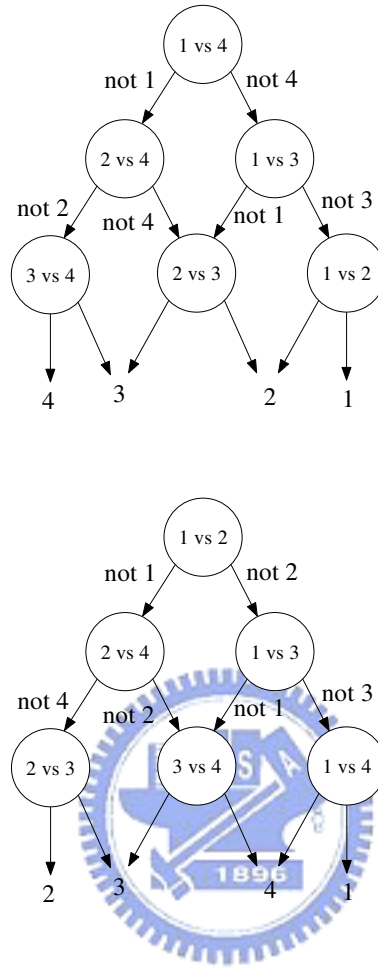 1 vs 4
not 1 not 4
2 vs 4 1 vs 3
not 2 not 4 not 1 not 3
3 vs 4 2 vs 3 1 vs 2
4 3 2 1
1 vs 2
not 1 not 2
2 vs 4 1 vs 3
not 4 not 2 not 1 not 3
2 vs 3 3 vs 4 1 vs 4
2 3 4 1
S A
1896